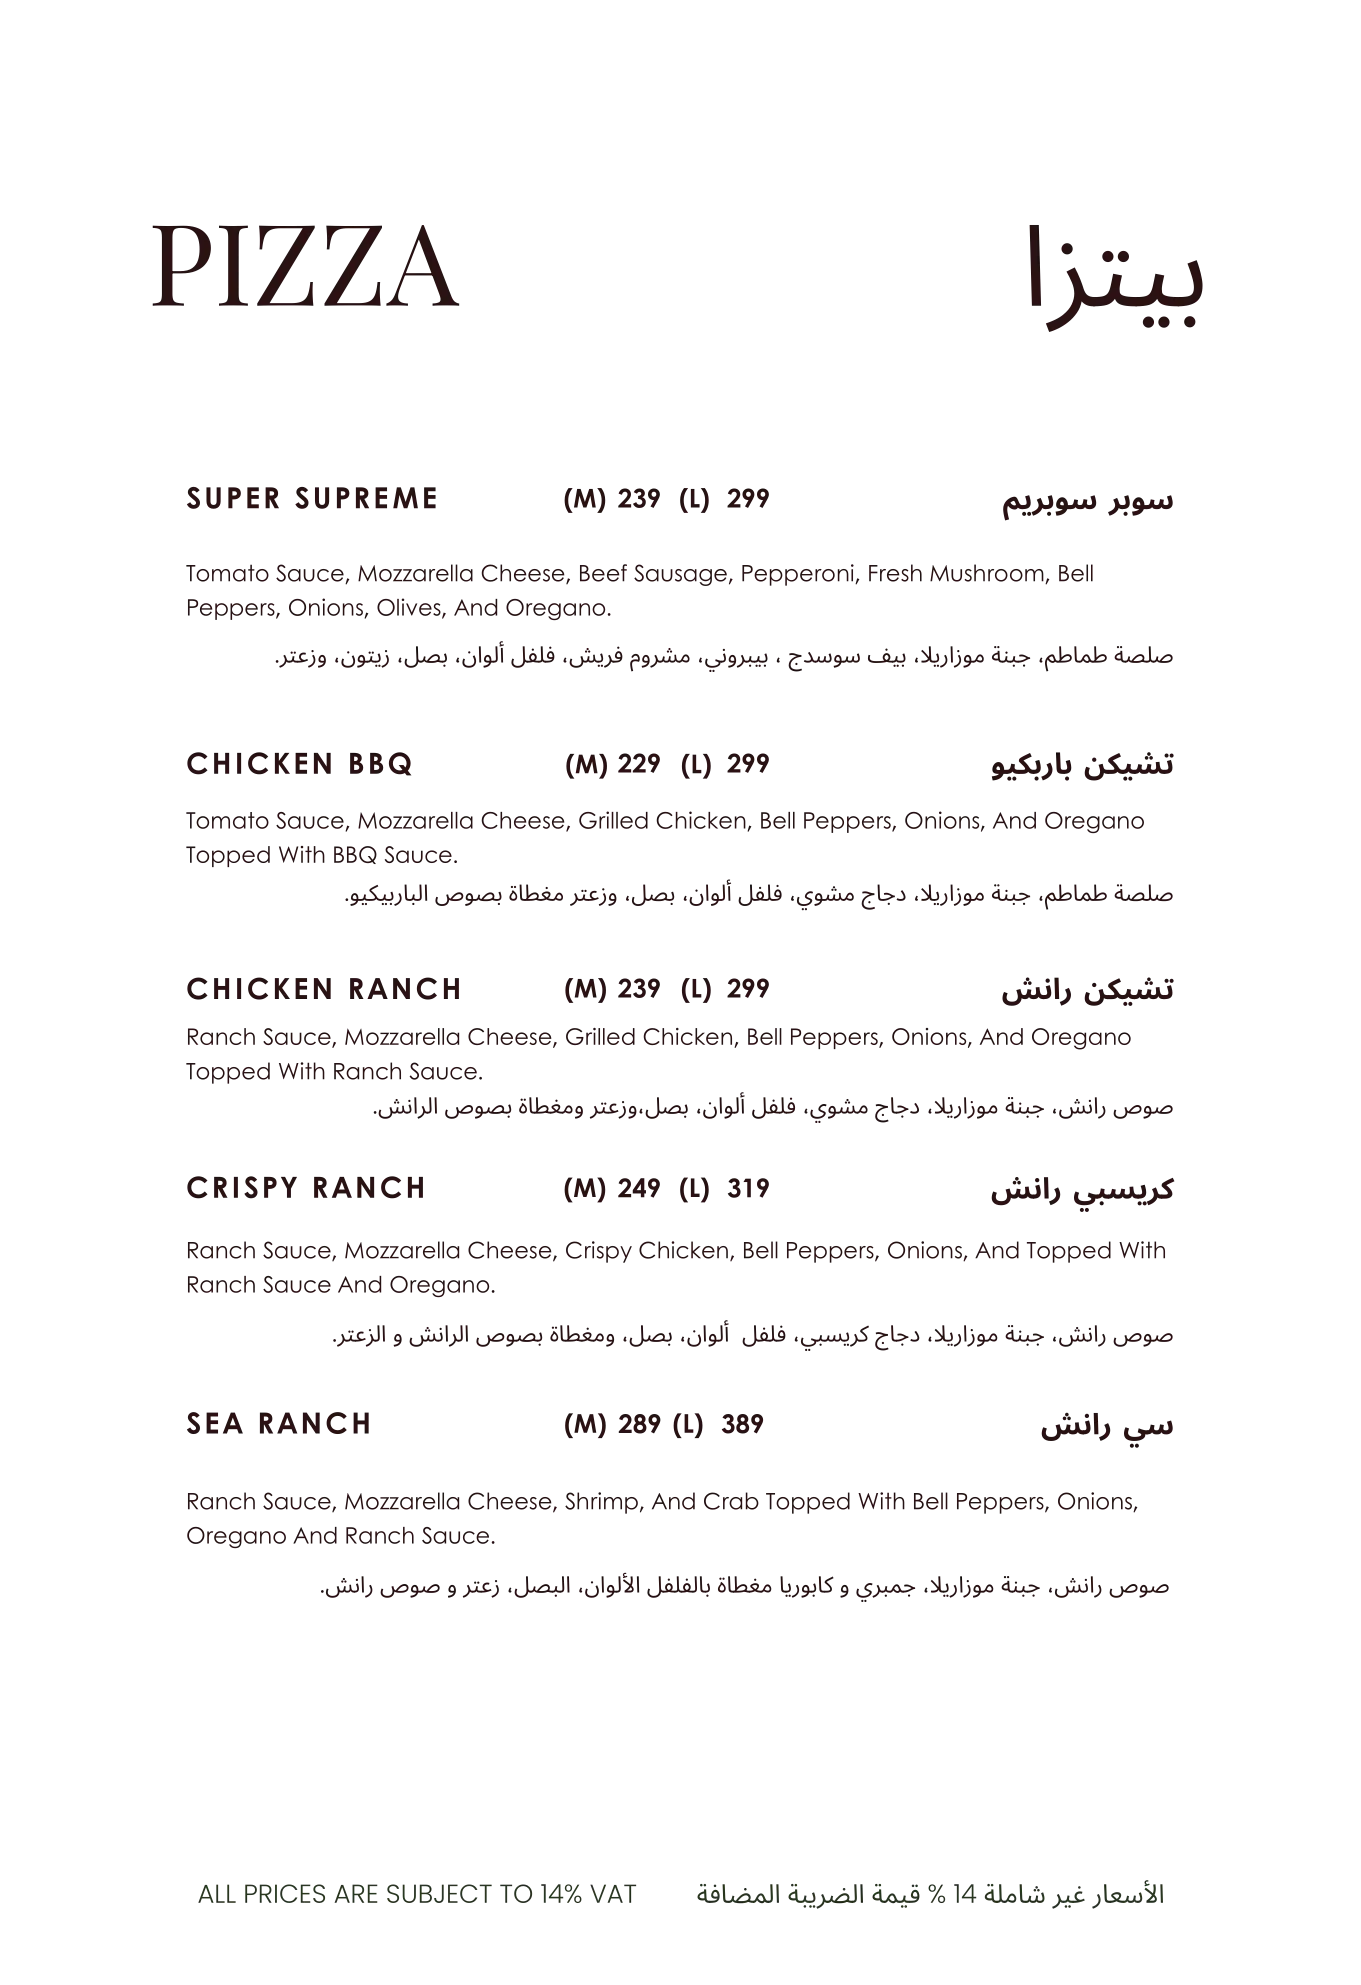 PIZZA بيتزا
SUPER SUPREME (M) 239 (L) 299 سوبر سوبريم
Tomato Sauce, Mozzarella Cheese, Beef Sausage, Pepperoni, Fresh Mushroom, Bell
Peppers, Onions, Olives, And Oregano.
صلصة طماطم، جبنة موزاريلا، بيف سوسدج ، بيبروني، مشروم فريش، فلفل ألوان، بصل، زيتون، وزعتر.
CHICKEN BBQ (M) 229 (L) 299 تشيكن باربكيو
Tomato Sauce, Mozzarella Cheese, Grilled Chicken, Bell Peppers, Onions, And Oregano
Topped With BBQ Sauce.
صلصة طماطم، جبنة موزاريلا، دجاج مشوي، فلفل ألوان، بصل، وزعتر مغطاة بصوص الباربيكيو.
CHICKEN RANCH (M) 239 (L) 299 تشيكن رانش
Ranch Sauce, Mozzarella Cheese, Grilled Chicken, Bell Peppers, Onions, And Oregano
Topped With Ranch Sauce.
صوص رانش، جبنة موزاريلا، دجاج مشوي، فلفل ألوان، بصل،وزعتر ومغطاة بصوص الرانش.
CRISPY RANCH (M) 249 (L) 319 كريسبي رانش
Ranch Sauce, Mozzarella Cheese, Crispy Chicken, Bell Peppers, Onions, And Topped With
Ranch Sauce And Oregano.
صوص رانش، جبنة موزاريلا، دجاج كريسبي، فلفل ألوان، بصل، ومغطاة بصوص الرانش و الزعتر.
SEA RANCH (M) 289 (L) 389 سي رانش
Ranch Sauce, Mozzarella Cheese, Shrimp, And Crab Topped With Bell Peppers, Onions,
Oregano And Ranch Sauce.
صوص رانش، جبنة موزاريلا، جمبري و كابوريا مغطاة بالفلفل الألوان، البصل، زعتر و صوص رانش.
ALL PRICES ARE SUBJECT TO 14% VAT الأسعار غير شاملة 14 % قيمة الضريبة المضافة